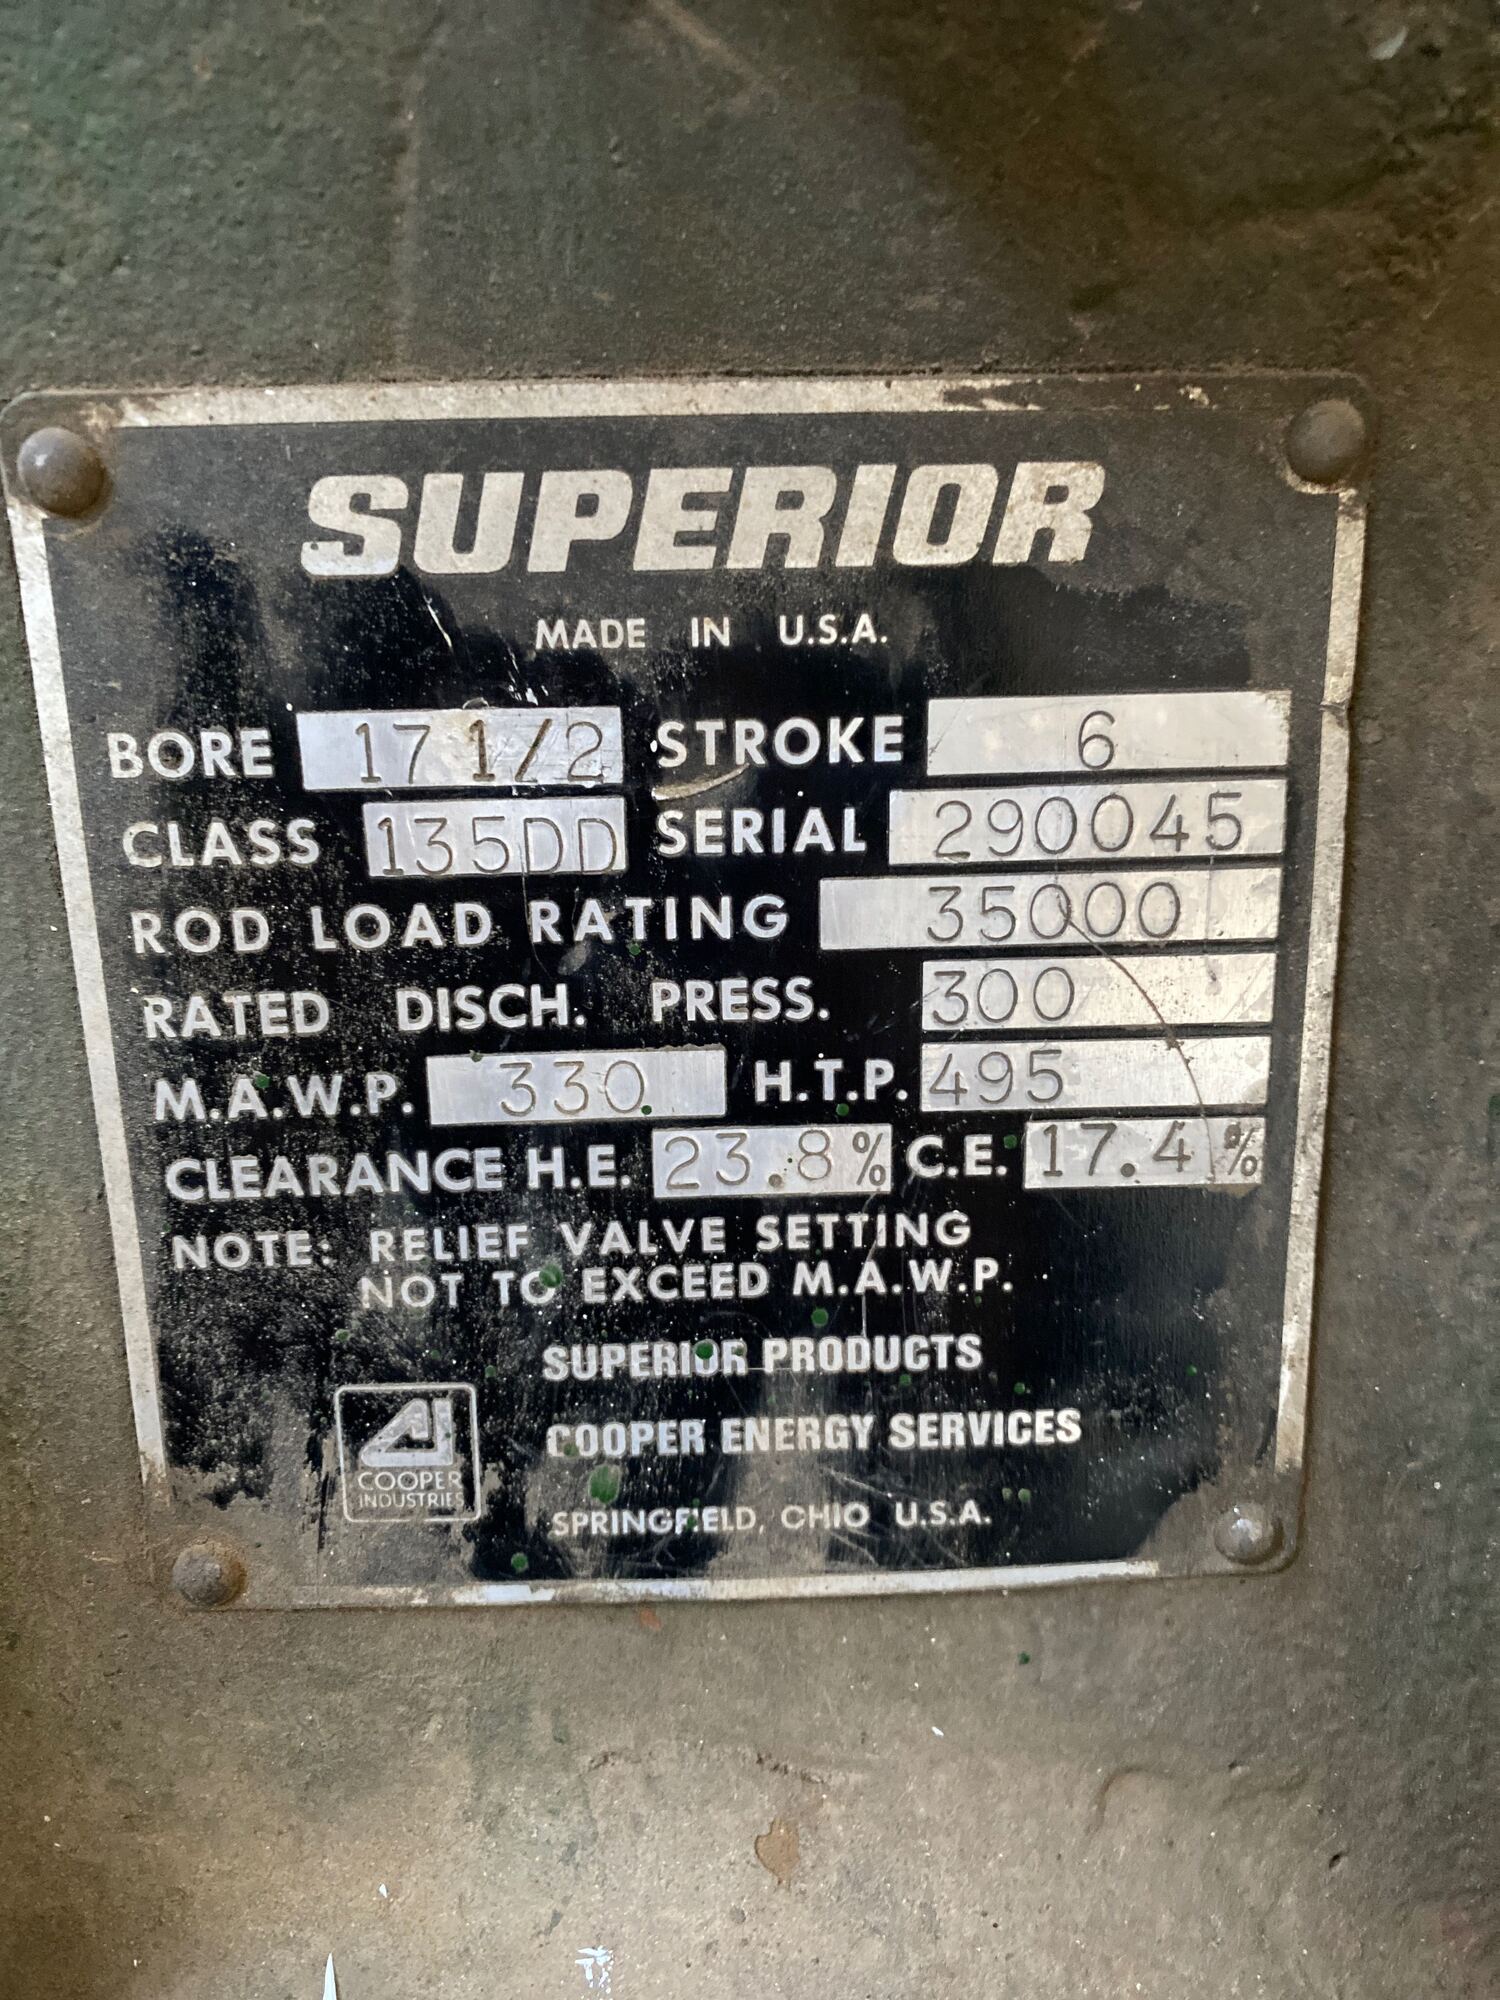 SUPERIOR
MADE IN U.S.A.
BORE 17 1/2 STROKE 6
CLASS 135DD SERIAL 290045
ROD LOAD RATING 35000
RATED DISCH. PRESS. 300
M.A.W.P. 330 H.T.P. 495
CLEARANCE H.E. 23.8% C.E. 17.4%
NOTE: RELIEF VALVE SETTING
NOT TO EXCEED M.A.W.P.
SUPERIOR PRODUCTS
COOPER ENERGY SERVICES
SPRINGFIELD, OHIO U.S.A.
COOPER
INDUSTRIES